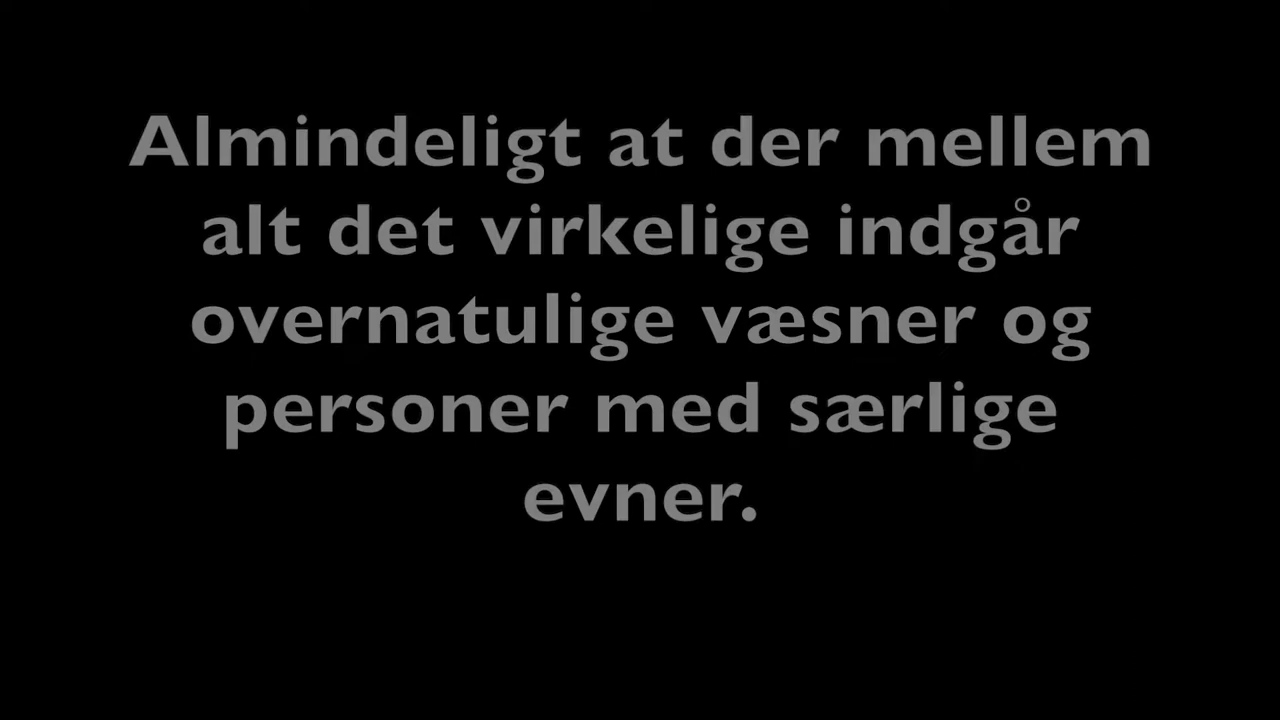 Almindeligt at der mellem
alt det virkelige indgår
overnatulige væsner og
personer med særlige
evner.